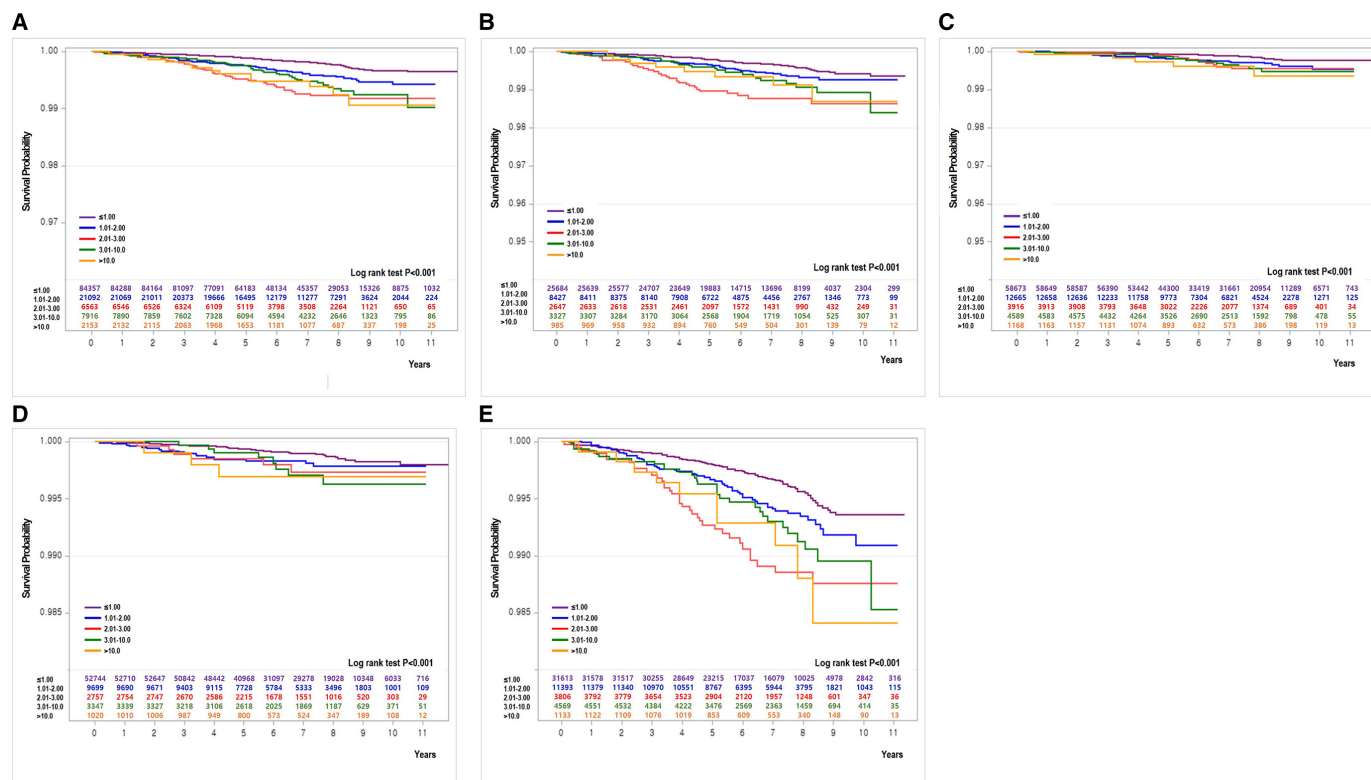 A
1.00
0.99
0.98
0.97
Survival Probability
≤1.00
1.01-2.00
2.01-3.00
3.01-10.0
>10.0
Log rank test P<0.001
≤1.00 84357 84288 84164 81097 77091 64183 48134 45357 29053 15326 8875 1032
1.01-2.00 21092 21069 21011 20373 19666 16495 12179 11277 7291 3624 2044 224
2.01-3.00 6563 6546 6526 6324 6109 5119 3798 3508 2264 1121 650 65
3.01-10.0 7916 7890 7859 7602 7328 6094 4594 4232 2646 1323 795 86
>10.0 2153 2132 2115 2063 1968 1653 1181 1077 687 337 198 25
0 1 2 3 4 5 6 7 8 9 10 11
Years
B
1.00
0.99
0.98
0.97
0.96
0.95
Survival Probability
≤1.00
1.01-2.00
2.01-3.00
3.01-10.0
>10.0
Log rank test P<0.001
≤1.00 25684 25639 25577 24707 23649 19883 14715 13696 8199 4037 2304 299
1.01-2.00 8427 8411 8375 8140 7908 6722 4875 4456 2767 1346 773 99
2.01-3.00 2647 2633 2618 2531 2461 2097 1572 1431 990 432 249 31
3.01-10.0 3327 3307 3284 3170 3064 2568 1904 1719 1054 525 307 31
>10.0 985 969 958 932 894 760 549 504 301 139 79 12
0 1 2 3 4 5 6 7 8 9 10 11
Years
C
1.00
0.99
0.98
0.97
0.96
0.95
Survival Probability
≤1.00
1.01-2.00
2.01-3.00
3.01-10.0
>10.0
Log rank test P<0.001
≤1.00 58673 58649 58587 56390 53442 44300 33419 31661 20954 11289 6571 743
1.01-2.00 12665 12658 12636 12233 11758 9773 7304 6821 4524 2278 1271 125
2.01-3.00 3916 3913 3908 3793 3648 3022 2226 2077 1374 689 401 34
3.01-10.0 4589 4583 4575 4432 4264 3526 2690 2513 1592 798 478 55
>10.0 1168 1163 1157 1131 1074 893 632 573 386 198 119 13
0 1 2 3 4 5 6 7 8 9 10 11
Years
D
1.000
0.995
0.990
0.985
Survival Probability
≤1.00
1.01-2.00
2.01-3.00
3.01-10.0
>10.0
Log rank test P<0.001
≤1.00 52744 52710 52647 50842 48442 40968 31097 29278 19028 10348 6033 716
1.01-2.00 9699 9690 9671 9403 9115 7728 5784 5333 3496 1803 1001 109
2.01-3.00 2757 2754 2747 2670 2586 2215 1678 1551 1016 520 303 29
3.01-10.0 3347 3339 3327 3218 3106 2618 2025 1869 1187 629 371 51
>10.0 1020 1010 1006 987 949 800 573 524 347 189 108 12
0 1 2 3 4 5 6 7 8 9 10 11
Years
E
1.000
0.995
0.990
0.985
Survival Probability
≤1.00
1.01-2.00
2.01-3.00
3.01-10.0
>10.0
Log rank test P<0.001
≤1.00 31613 31578 31517 30255 28649 23215 17037 16079 10025 4978 2842 316
1.01-2.00 11393 11379 11340 10970 10551 8767 6395 5944 3795 1821 1043 115
2.01-3.00 3806 3792 3779 3654 3523 2904 2120 1957 1248 601 347 36
3.01-10.0 4569 4551 4532 4384 4222 3476 2569 2363 1459 694 414 35
>10.0 1133 1122 1109 1076 1019 853 609 553 340 148 90 13
0 1 2 3 4 5 6 7 8 9 10 11
Years